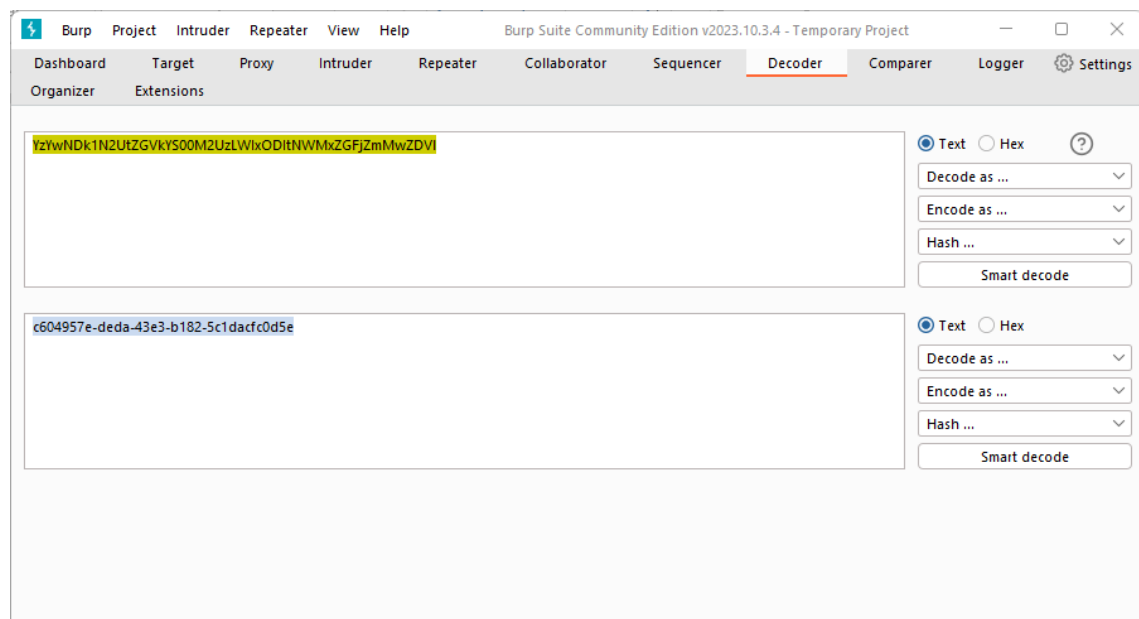 Burp Project Intruder Repeater View Help Burp Suite Community Edition v2023.10.3.4 - Temporary Project
Dashboard Target Proxy Intruder Repeater Collaborator Sequencer Decoder Comparer Logger Settings
Organizer Extensions
YzYwNDk1N2UtZGVkYS00M2UzLWIxODItNWMxZGFjZmMwZDVl
Text Hex ?
Decode as ...
Encode as ...
Hash ...
Smart decode
c604957e-deda-43e3-b182-5c1dacfc0d5e
Text Hex
Decode as ...
Encode as ...
Hash ...
Smart decode